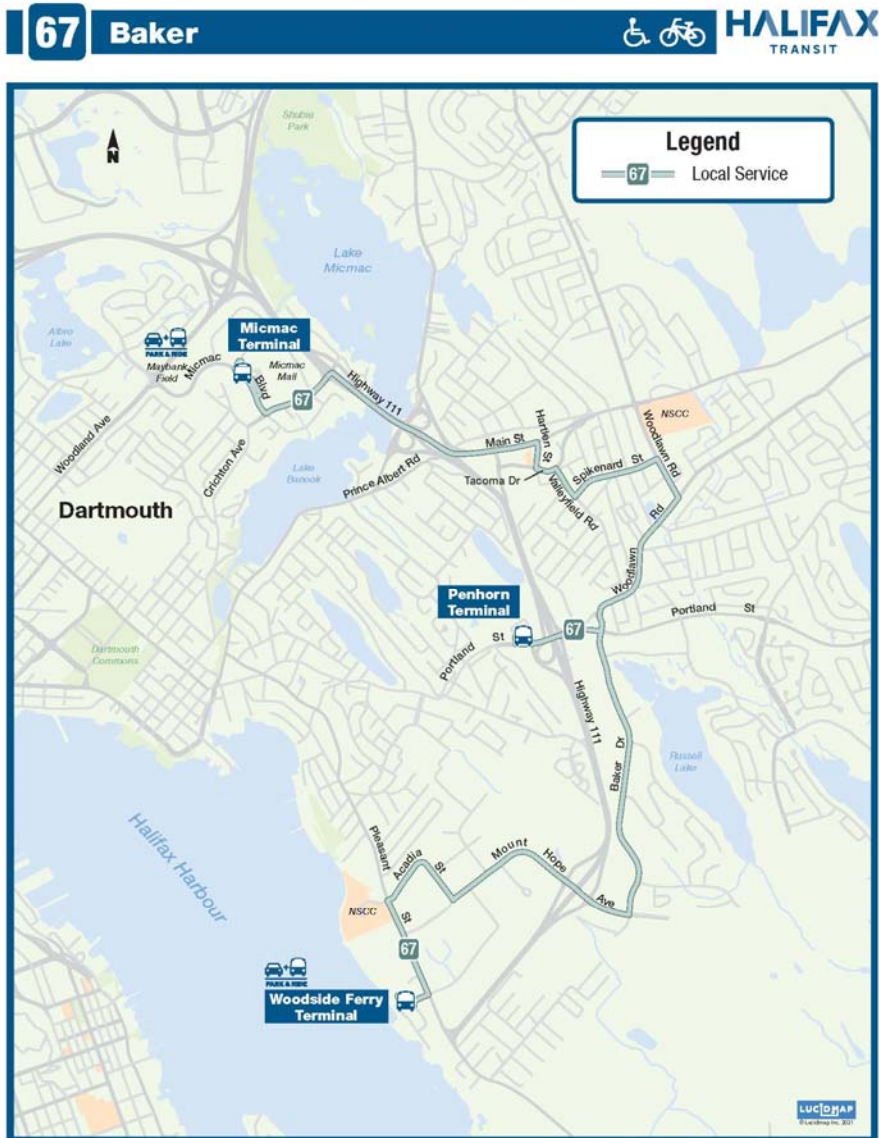 67 Baker
HALIFAX
TRANSIT
N
Legend
67 Local Service
Shubie
Park
Lake
Micmac
Albro
Lake
PARK & RIDE
Maybank
Field
Micmac
Blvd
Micmac
Terminal
Micmac
Mall
67
Highway 111
Woodland Ave
Crichton Ave
Lake
Banook
Prince Albert Rd
Main St
Hartlen St
Tacoma Dr
Valleyfield Rd
Spikenard St
Woodlawn Rd
NSCC
Dartmouth
Woodlawn Rd
Penhorn
Terminal
Portland St
67
Portland St
Dartmouth
Commons
Highway 111
Baker Dr
Russell
Lake
Halifax Harbour
Pleasant St
Acadia St
Mount Hope Ave
NSCC
67
PARK & RIDE
Woodside Ferry
Terminal
LUCIDMAP
© Lucidmap Inc. 2021